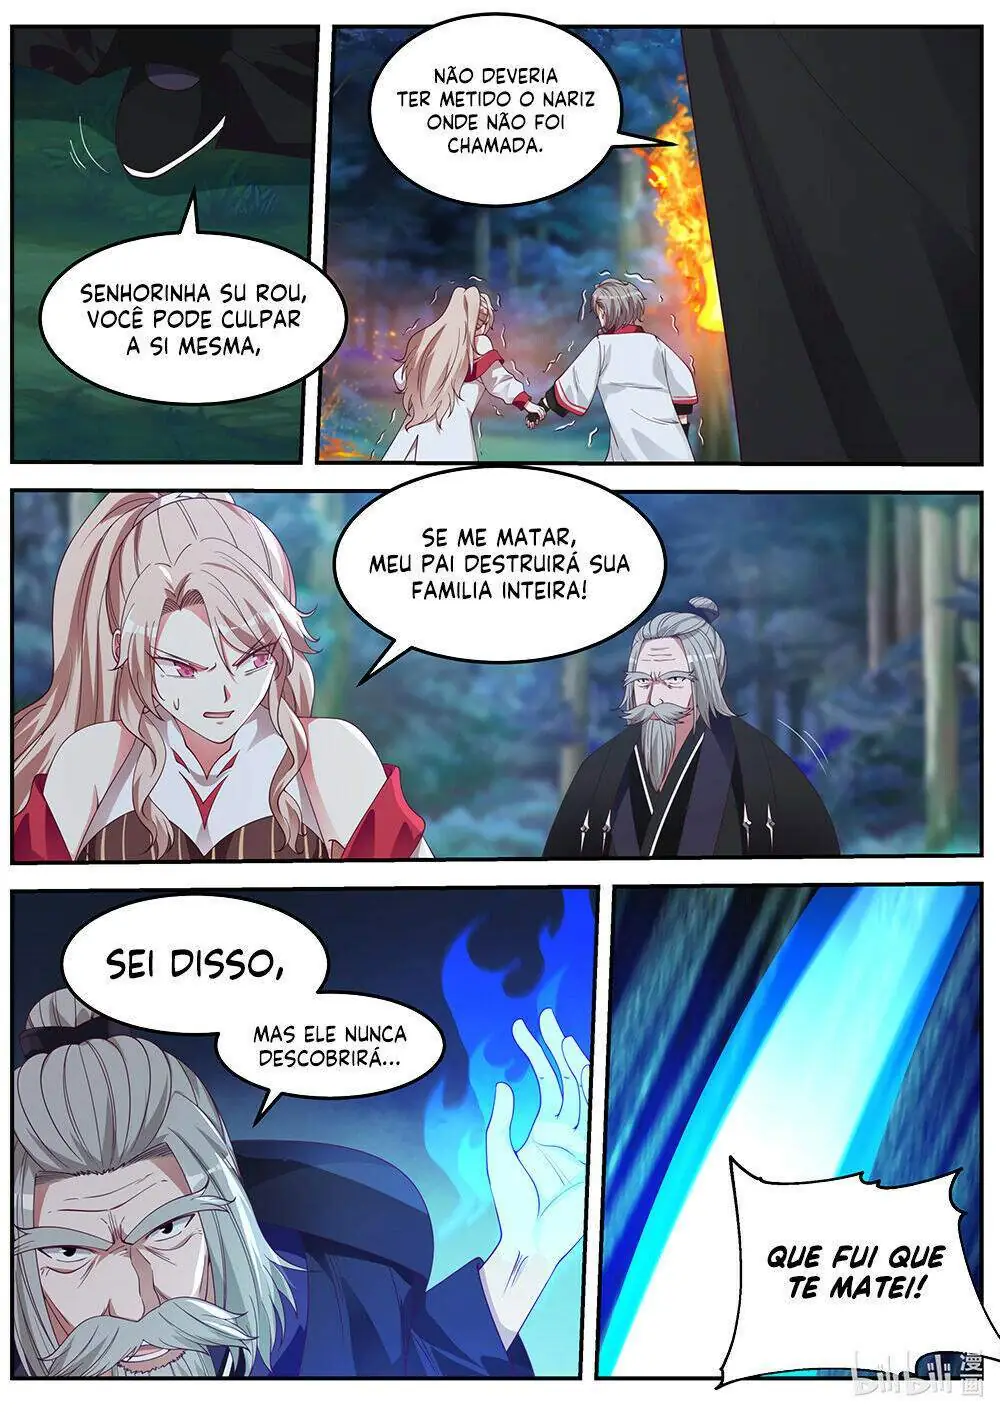 SENHORINHA SU ROU,
VOCÊ PODE CULPAR
A SI MESMA,
NÃO DEVERIA
TER METIDO O NARIZ
ONDE NÃO FOI
CHAMADA.
SE ME MATAR,
MEU PAI DESTRUIRÁ SUA
FAMILIA INTEIRA!
SEI DISSO,
MAS ELE NUNCA
DESCOBRIRÁ...
QUE FUI QUE
TE MATEI!
bilibili 漫画